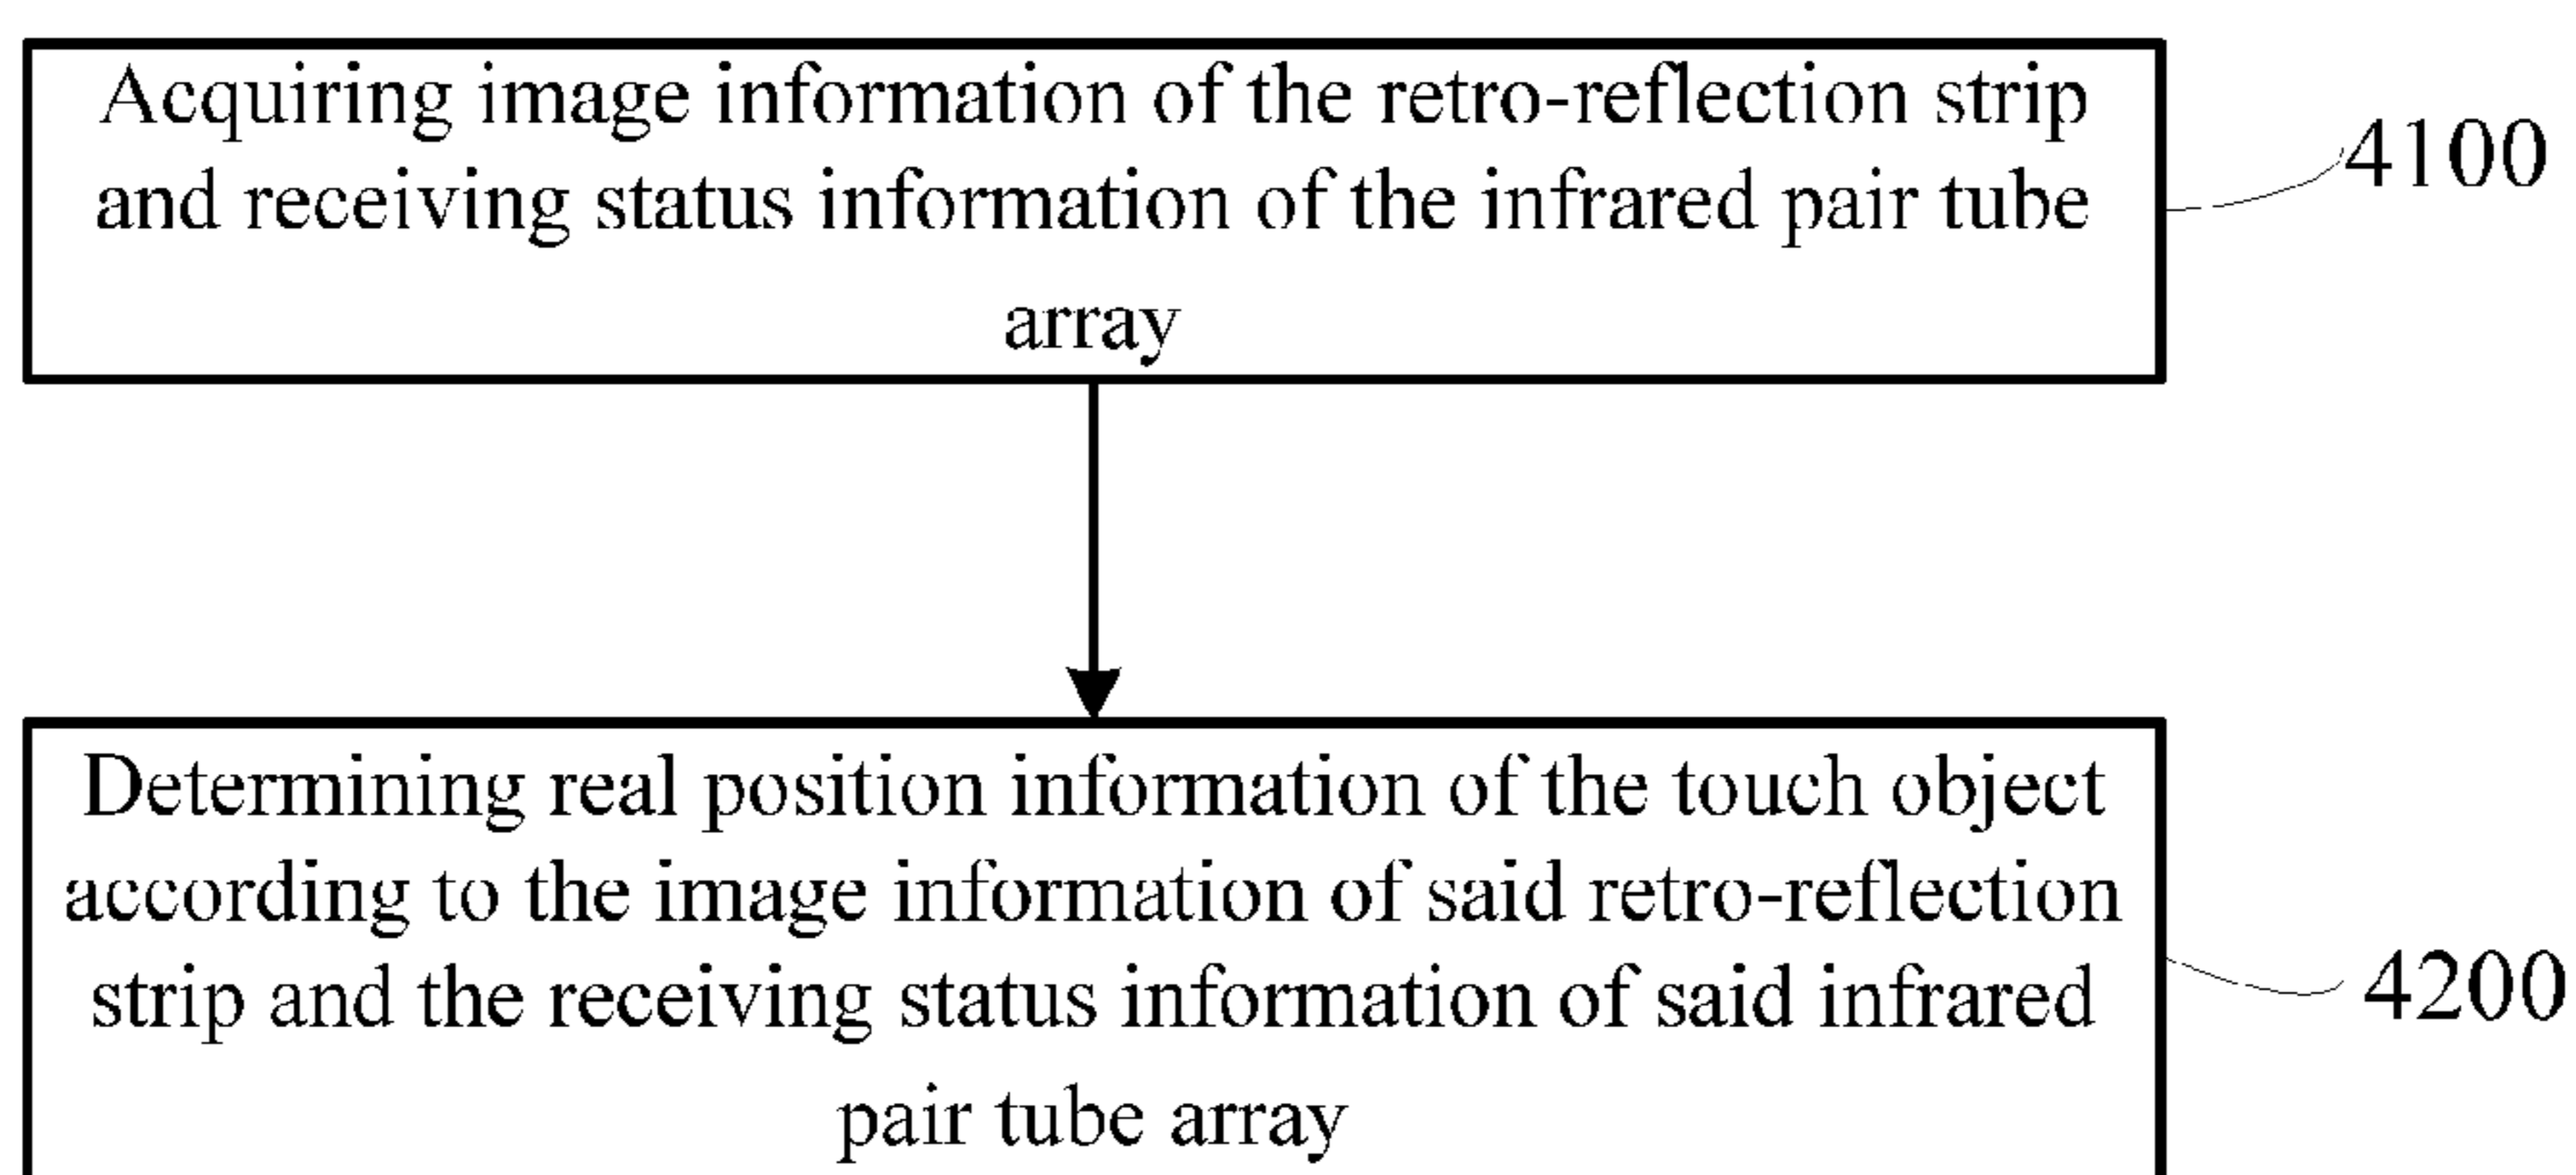 Acquiring image information of the retro-reflection strip
and receiving status information of the infrared pair tube
array
4100
Determining real position information of the touch object
according to the image information of said retro-reflection
strip and the receiving status information of said infrared
pair tube array
4200